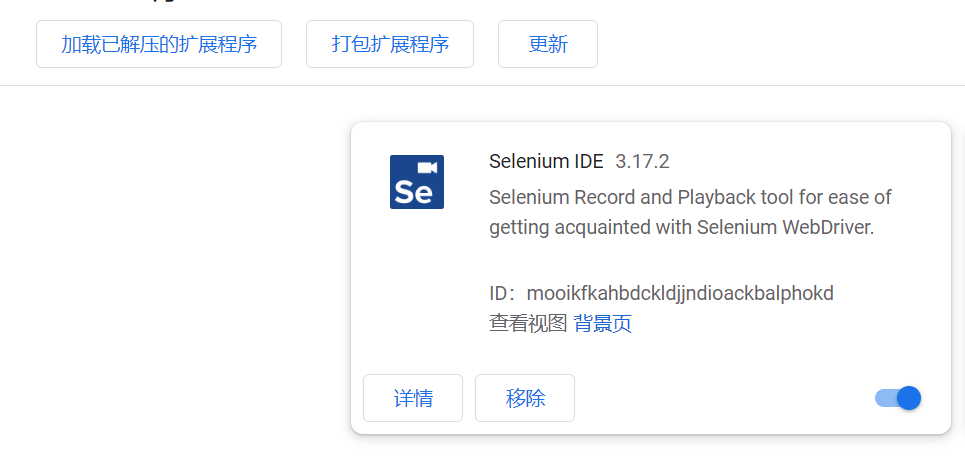 加载已解压的扩展程序 打包扩展程序 更新
Selenium IDE 3.17.2
Se
Selenium Record and Playback tool for ease of
getting acquainted with Selenium WebDriver.
ID：mooikfkahbdckldjjndioackbalphokd
查看视图 背景页
详情 移除